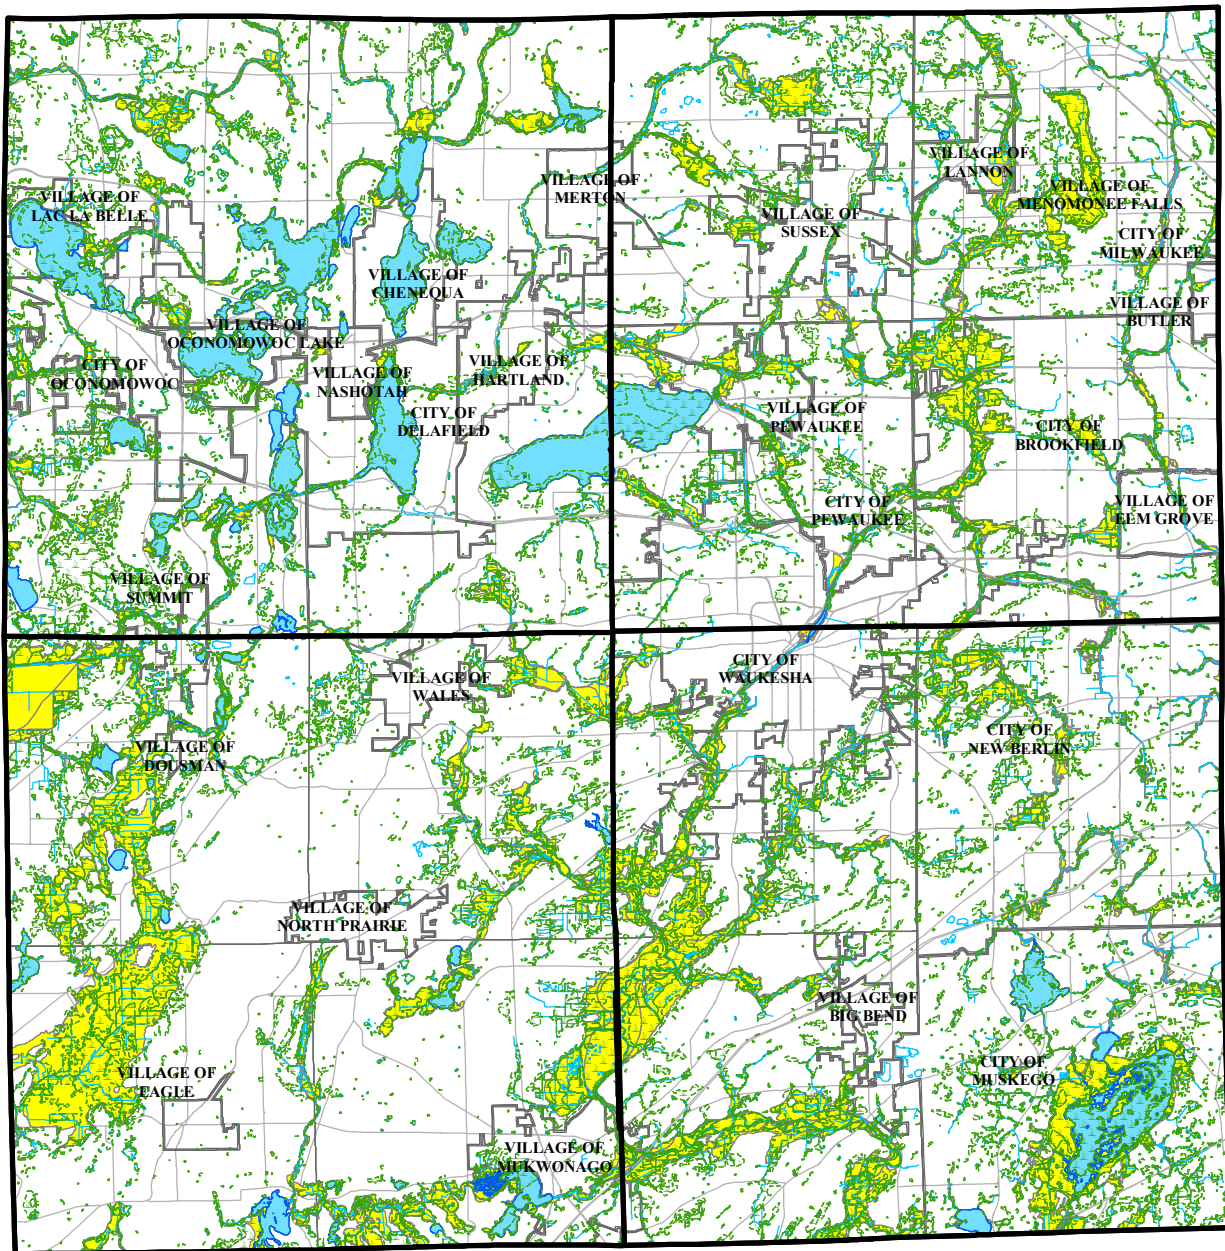 VILLAGE OF
LANNON
VILLAGE OF
MERTON
VILLAGE OF
LAC LA BELLE
VILLAGE OF
MENOMONEE FALLS
VILLAGE OF
SUSSEX
CITY OF
MILWAUKEE
VILLAGE OF
CHENEQUA
VILLAGE OF
BUTLER
VILLAGE OF
OCONOMOWOC LAKE
CITY OF
OCONOMOWOC
VILLAGE OF
NASHOTAH
VILLAGE OF
HARTLAND
CITY OF
DELAFIELD
VILLAGE OF
PEWAUKEE
CITY OF
BROOKFIELD
CITY OF
PEWAUKEE
VILLAGE OF
ELM GROVE
VILLAGE OF
SUMMIT
VILLAGE OF
WALES
CITY OF
WAUKESHA
VILLAGE OF
DOUSMAN
CITY OF
NEW BERLIN
VILLAGE OF
NORTH PRAIRIE
VILLAGE OF
BIG BEND
VILLAGE OF
EAGLE
CITY OF
MUSKEGO
VILLAGE OF
MUKWONAGO